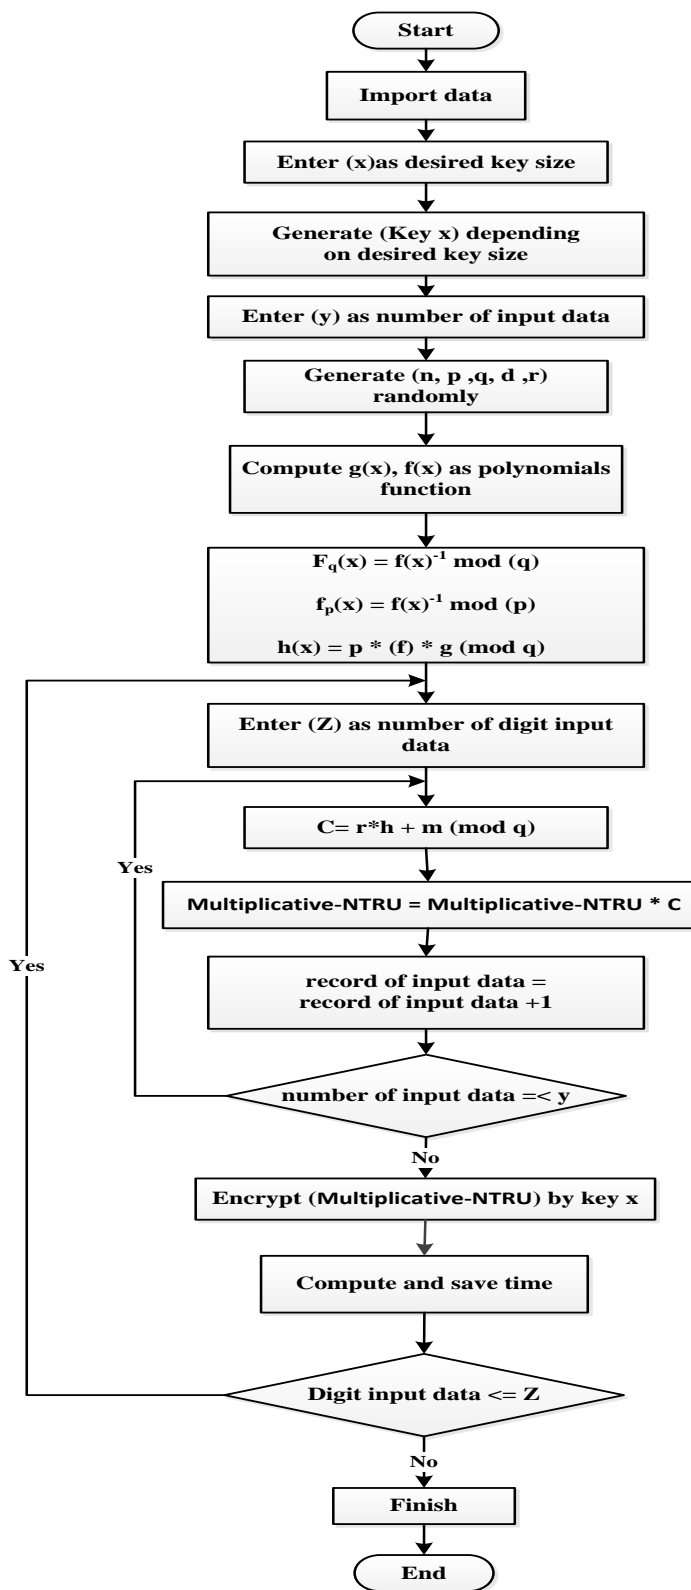 Start
Import data
Enter (x)as desired key size
Generate (Key x) depending
on desired key size
Enter (y) as number of input data
Generate (n, p ,q, d ,r)
randomly
Compute g(x), f(x) as polynomials
function
F_q(x) = f(x)^-1 mod (q)
f_p(x) = f(x)^-1 mod (p)
h(x) = p * (f) * g (mod q)
Enter (Z) as number of digit input
data
C= r*h + m (mod q)
Yes
Multiplicative-NTRU = Multiplicative-NTRU * C
Yes
record of input data =
record of input data +1
number of input data =< y
No
Encrypt (Multiplicative-NTRU) by key x
Compute and save time
Digit input data <= Z
No
Finish
End